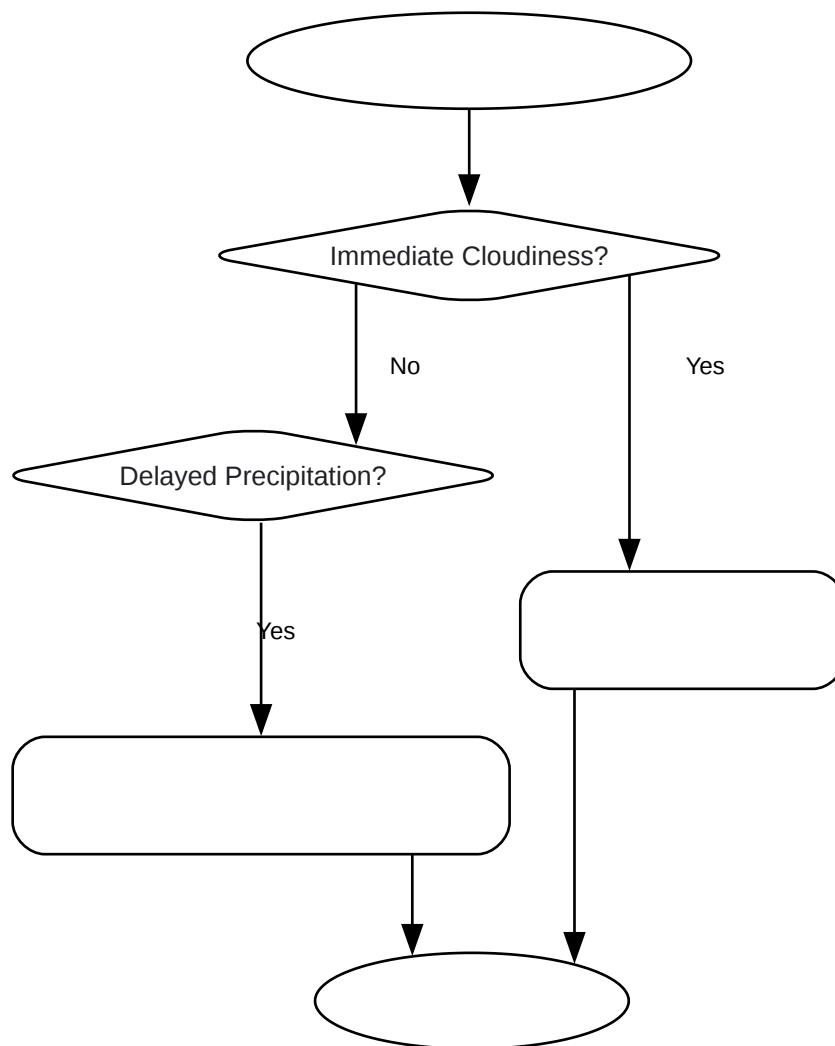 Immediate Cloudiness?
No
Yes
Delayed Precipitation?
Yes